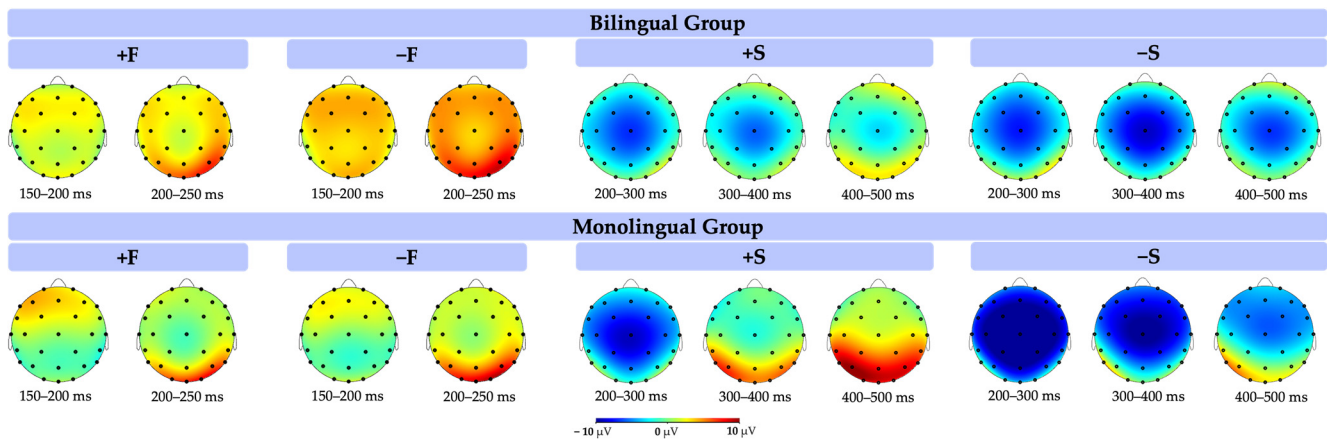 Bilingual Group
+F –F +S –S
150–200 ms 200–250 ms 150–200 ms 200–250 ms 200–300 ms 300–400 ms 400–500 ms 200–300 ms 300–400 ms 400–500 ms
Monolingual Group
+F –F +S –S
150–200 ms 200–250 ms 150–200 ms 200–250 ms 200–300 ms 300–400 ms 400–500 ms 200–300 ms 300–400 ms 400–500 ms
– 10 µV 0 µV 10 µV